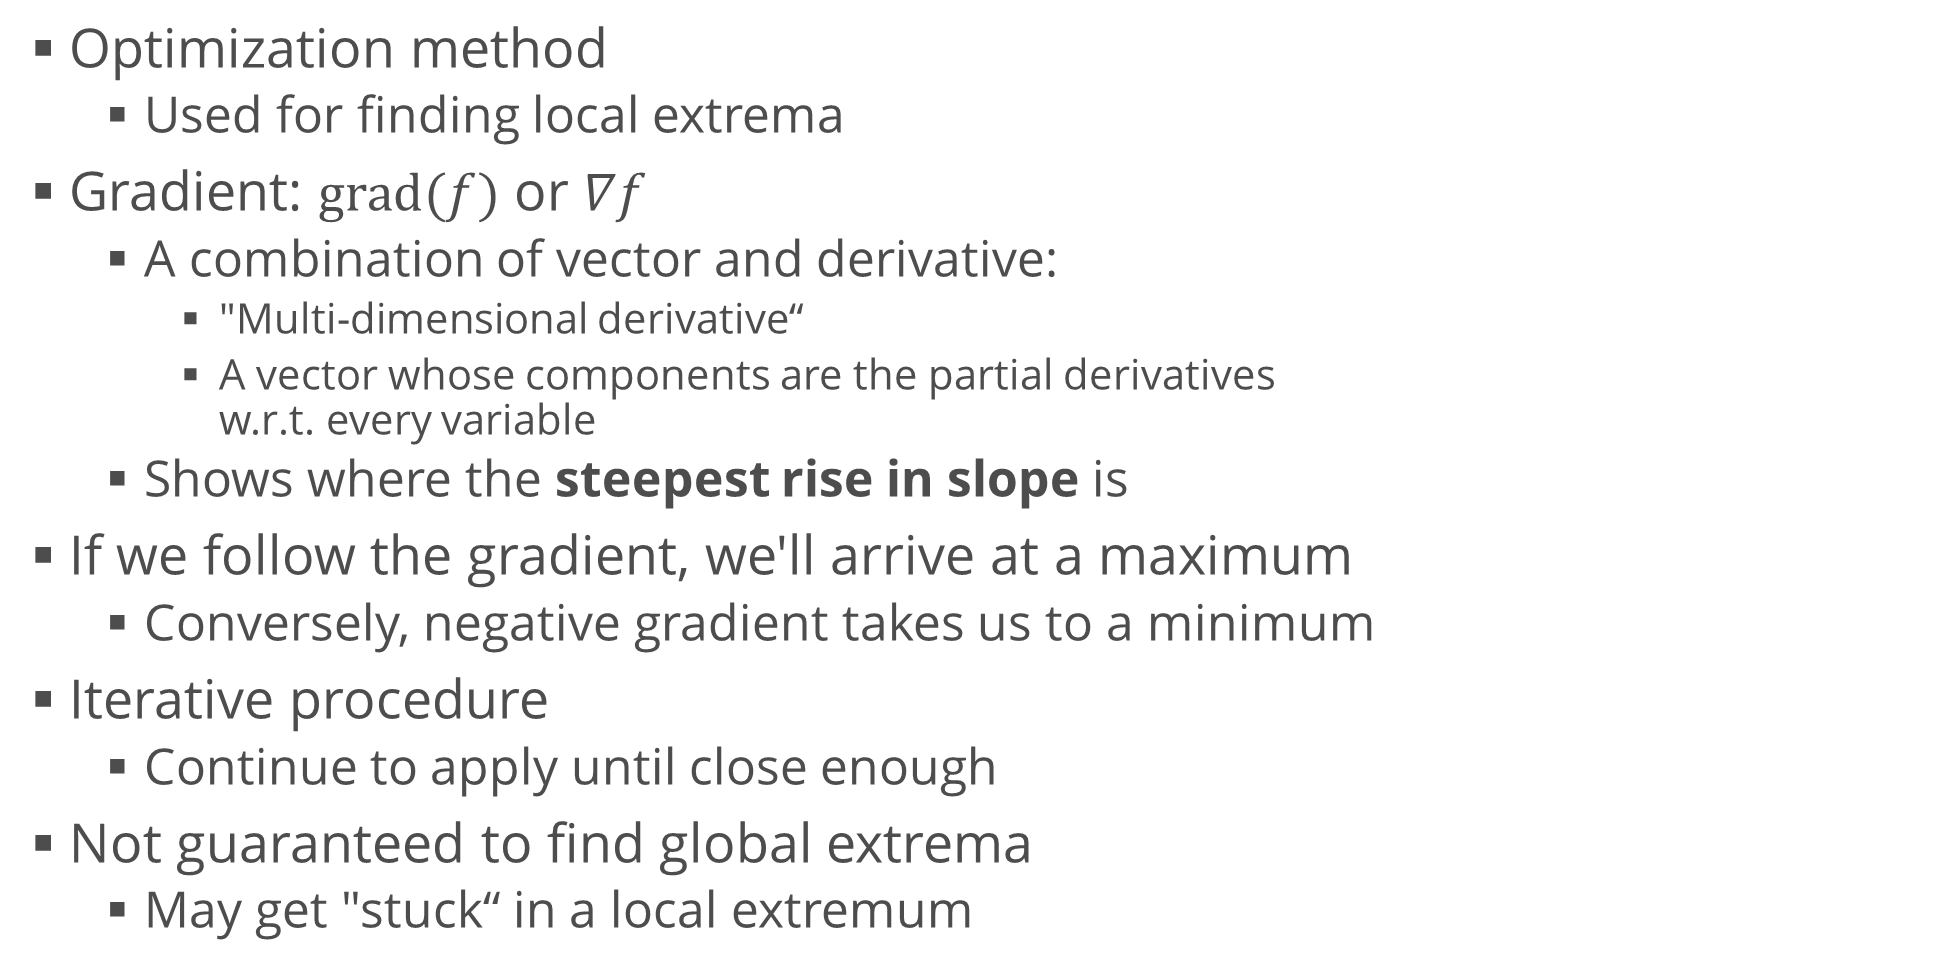 ▪ Optimization method
▪ Used for finding local extrema
▪ Gradient: grad(f) or ∇f
▪ A combination of vector and derivative:
▪ "Multi-dimensional derivative“
▪ A vector whose components are the partial derivatives
w.r.t. every variable
▪ Shows where the steepest rise in slope is
▪ If we follow the gradient, we'll arrive at a maximum
▪ Conversely, negative gradient takes us to a minimum
▪ Iterative procedure
▪ Continue to apply until close enough
▪ Not guaranteed to find global extrema
▪ May get "stuck“ in a local extremum